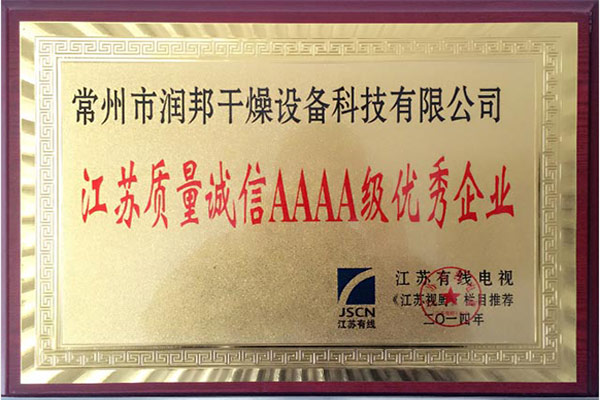 常州市润邦干燥设备科技有限公司
江苏质量诚信AAAA级优秀企业
JSCN
江苏有线
江苏有线电视
《江苏视野》栏目推荐
二〇一四年